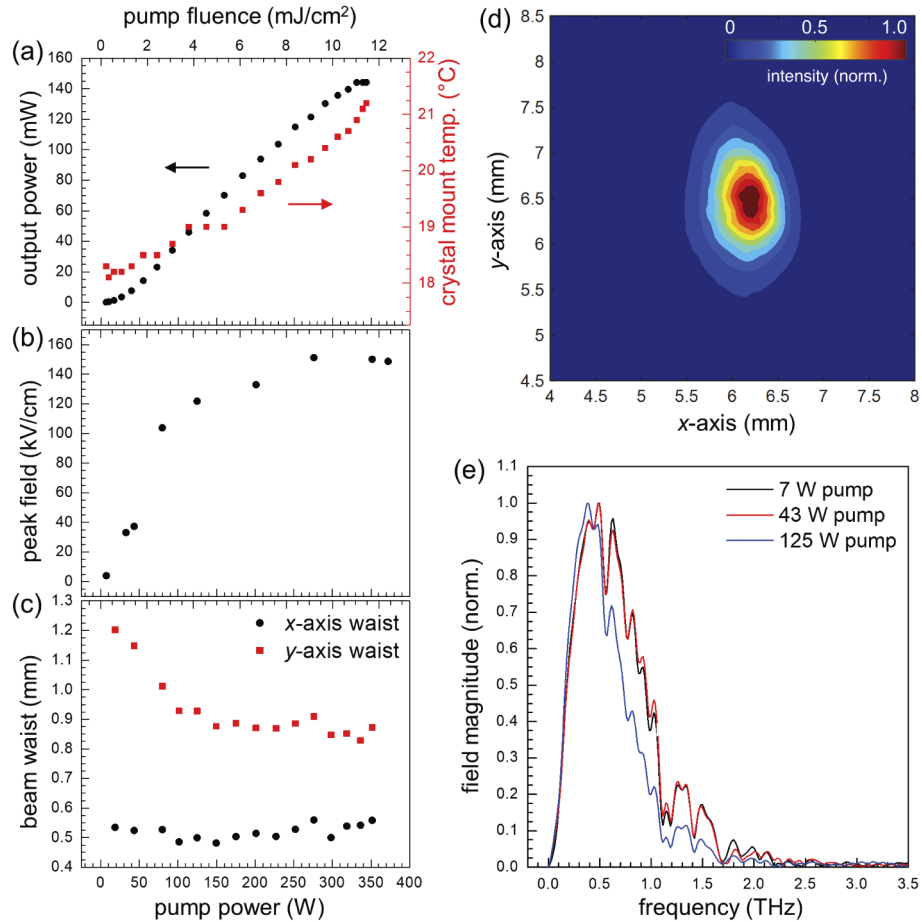 pump fluence (mJ/cm²)
0 2 4 6 8 10 12
(a)
160
140
120
100
80
60
40
20
0
output power (mW)
22
21
20
19
18
crystal mount temp. (°C)
(b)
160
140
120
100
80
60
40
20
0
peak field (kV/cm)
(c)
1.3
1.2
1.1
1.0
0.9
0.8
0.7
0.6
0.5
0.4
beam waist (mm)
x-axis waist
y-axis waist
0 50 100 150 200 250 300 350 400
pump power (W)
(d)
8.5
8
7.5
7
6.5
6
5.5
5
4.5
y-axis (mm)
0 0.5 1.0
intensity (norm.)
4 4.5 5 5.5 6 6.5 7 7.5 8
x-axis (mm)
(e)
1.1
1.0
0.9
0.8
0.7
0.6
0.5
0.4
0.3
0.2
0.1
0.0
field magnitude (norm.)
7 W pump
43 W pump
125 W pump
0.0 0.5 1.0 1.5 2.0 2.5 3.0 3.5
frequency (THz)